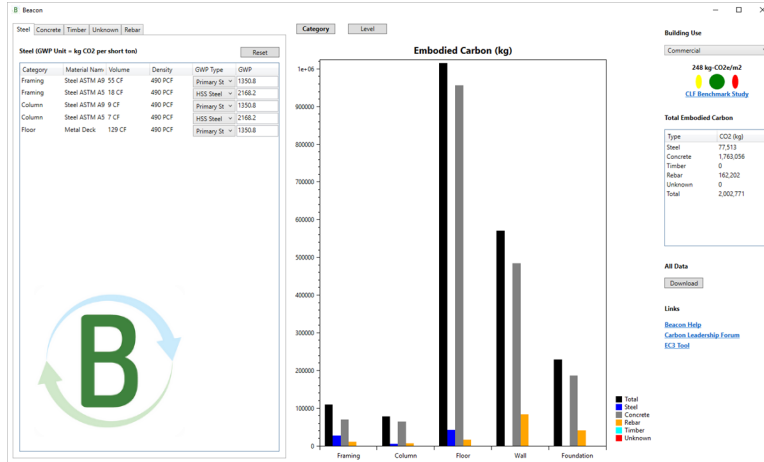 B Beacon
Steel Concrete Timber Unknown Rebar
Steel (GWP Unit = kg CO2 per short ton) Reset
Category Material Nam Volume Density GWP Type GWP
Framing Steel ASTM A9 55 CF 490 PCF Primary St 1350.8
Framing Steel ASTM A5 18 CF 490 PCF HSS Steel 2168.2
Column Steel ASTM A9 9 CF 490 PCF Primary St 1350.8
Column Steel ASTM A5 7 CF 490 PCF HSS Steel 2168.2
Floor Metal Deck 129 CF 490 PCF Primary St 1350.8
B
Category Level
Embodied Carbon (kg)
1e+06
900000
800000
700000
600000
500000
400000
300000
200000
100000
0
Framing Column Floor Wall Foundation
Total
Steel
Concrete
Rebar
Timber
Unknown
Building Use
Commercial
248 kg-CO2e/m2
CLF Benchmark Study
Total Embodied Carbon
Type CO2 (kg)
Steel 77,513
Concrete 1,763,056
Timber 0
Rebar 162,202
Unknown 0
Total 2,002,771
All Data
Download
Links
Beacon Help
Carbon Leadership Forum
EC3 Tool